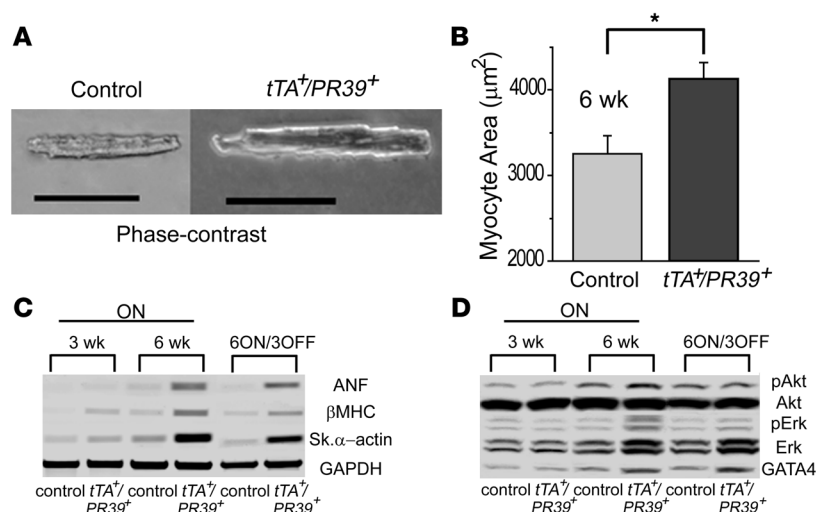 A
Control
tTA+/PR39+
Phase-contrast
B
Myocyte Area (μm2)
4000
3000
2000
6 wk
*
Control
tTA+/PR39+
C
ON
3 wk
6 wk
6ON/3OFF
ANF
βMHC
Sk.α–actin
GAPDH
control tTA+/ control tTA+/ control tTA+/
PR39+ PR39+ PR39+
D
ON
3 wk
6 wk
6ON/3OFF
pAkt
Akt
pErk
Erk
GATA4
control tTA+/ control tTA+/ control tTA+/
PR39+ PR39+ PR39+